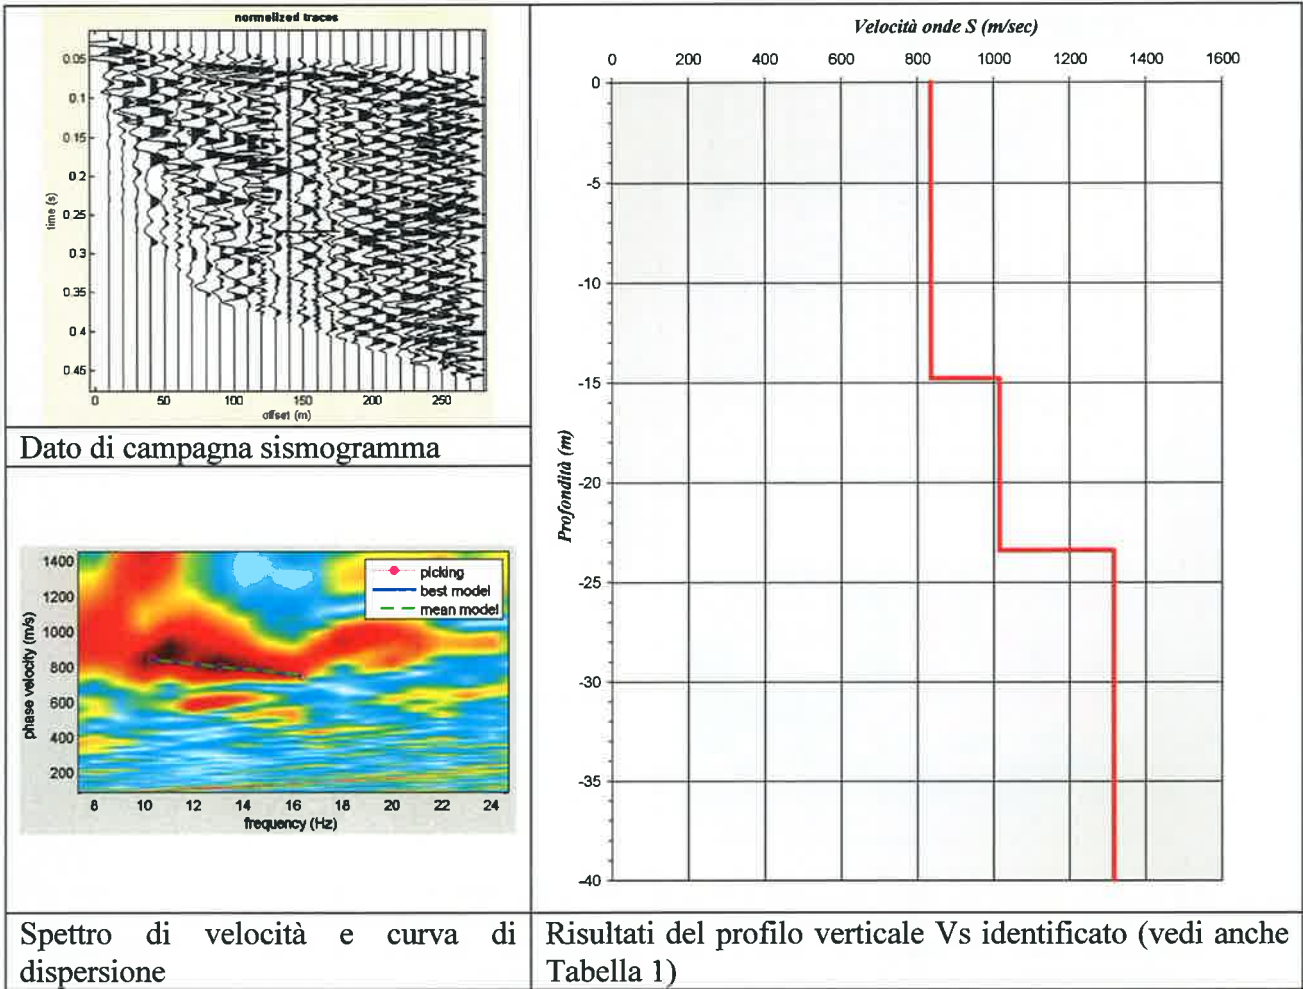 normalized traces
0.05
0.1
0.15
0.2
0.25
0.3
0.35
0.4
0.45
time (s)
0 50 100 150 200 250
offset (m)
Dato di campagna sismogramma
1400
1200
1000
800
600
400
200
phase velocity (m/s)
picking
best model
mean model
8 10 12 14 16 18 20 22 24
frequency (Hz)
Spettro di velocità e curva di
dispersione
Velocità onde S (m/sec)
0 200 400 600 800 1000 1200 1400 1600
0
-5
-10
-15
-20
-25
-30
-35
-40
Profondità (m)
Risultati del profilo verticale Vs identificato (vedi anche
Tabella 1)